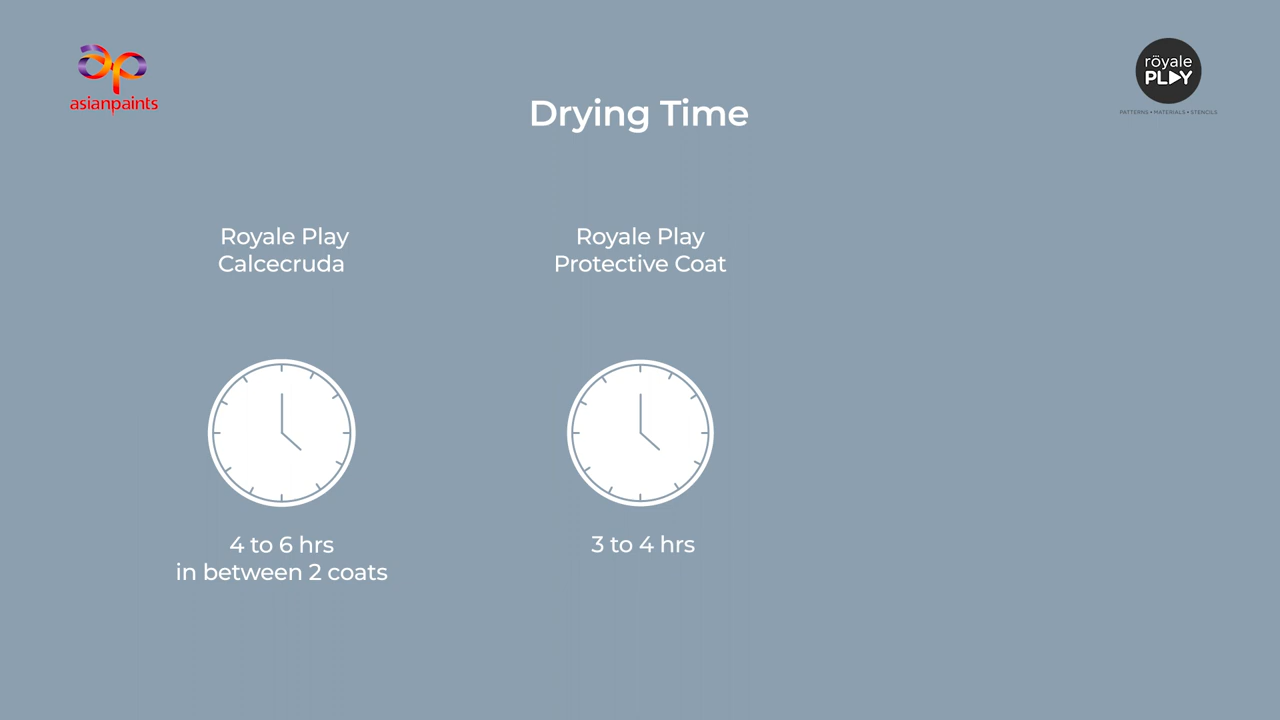 asianpaints
röyale
PLAY
PATTERNS • MATERIALS • STENCILS
Drying Time
Royale Play
Calcecruda
Royale Play
Protective Coat
4 to 6 hrs
in between 2 coats
3 to 4 hrs